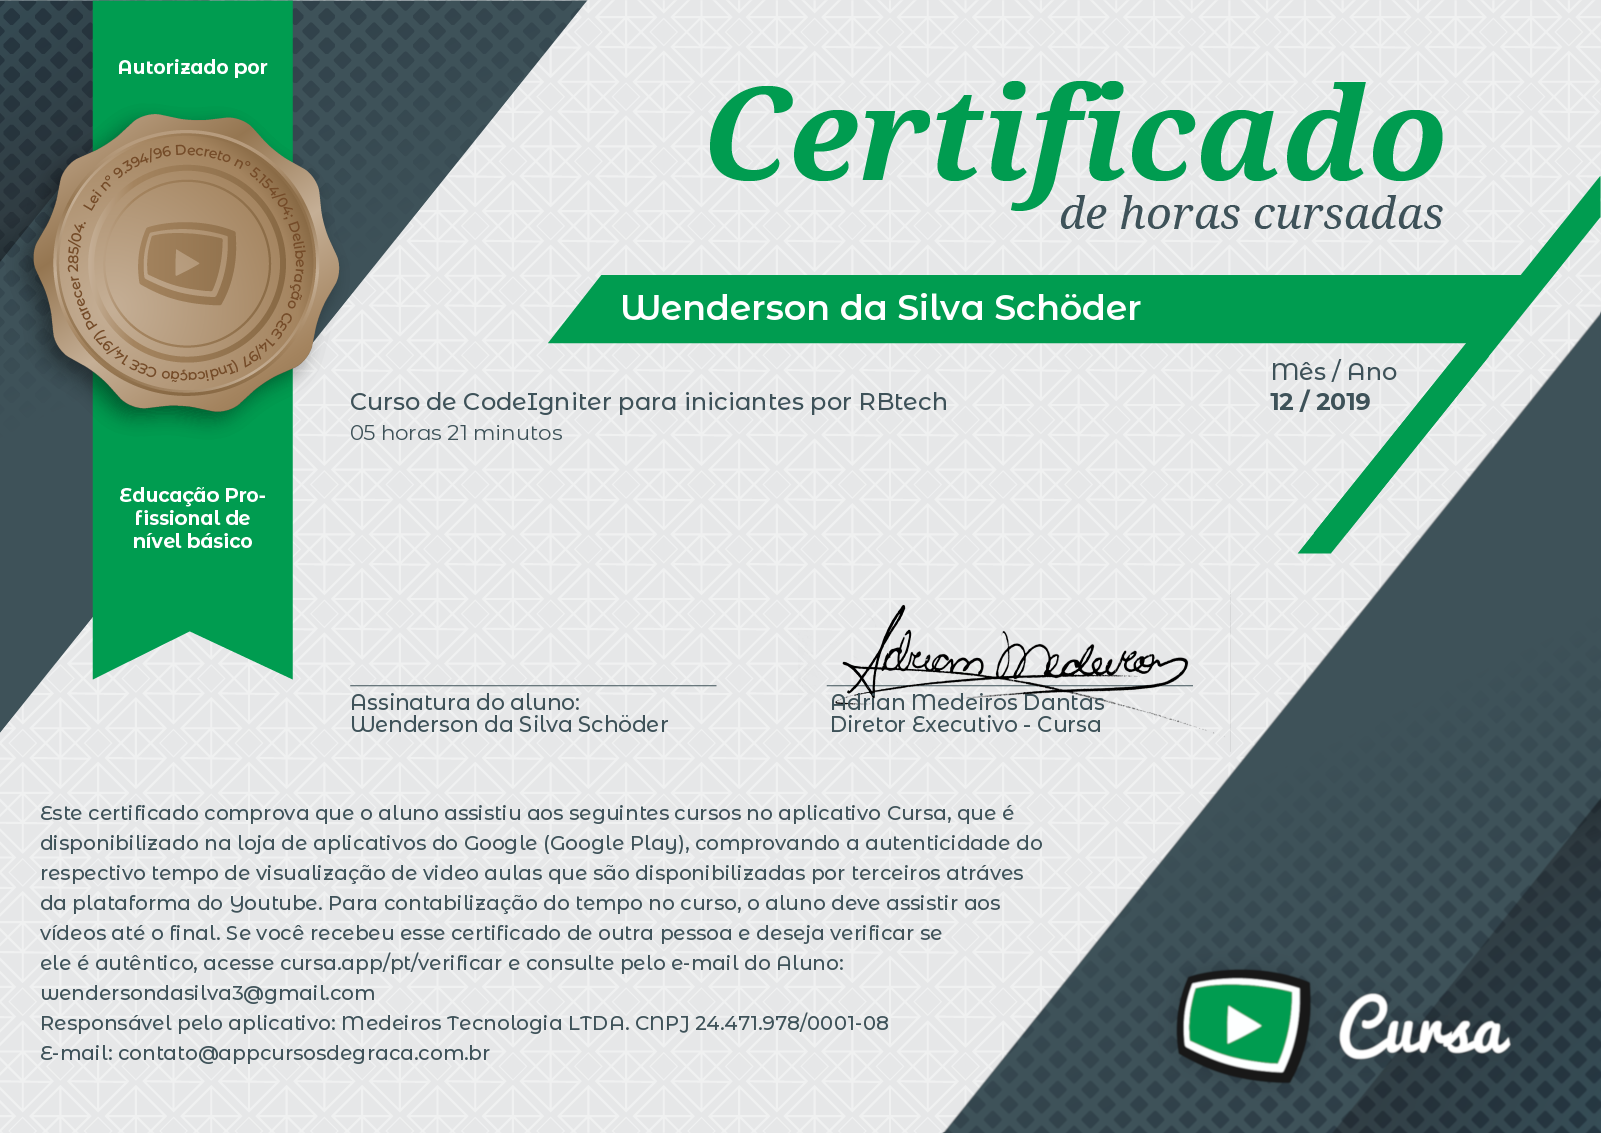 Autorizado por
Lei nº 9.394/96 Decreto nº 5.154/04; Deliberação CEE 14/97 (Indicação CEE 14/97) Parecer 285/04.
Educação Pro-
fissional de
nível básico
Certificado
de horas cursadas
Wenderson da Silva Schöder
Mês / Ano
12 / 2019
Curso de CodeIgniter para iniciantes por RBtech
05 horas 21 minutos
Assinatura do aluno:
Wenderson da Silva Schöder
Adrian Medeiros
Adrian Medeiros Dantas
Diretor Executivo - Cursa
Este certificado comprova que o aluno assistiu aos seguintes cursos no aplicativo Cursa, que é
disponibilizado na loja de aplicativos do Google (Google Play), comprovando a autenticidade do
respectivo tempo de visualização de video aulas que são disponibilizadas por terceiros atráves
da plataforma do Youtube. Para contabilização do tempo no curso, o aluno deve assistir aos
vídeos até o final. Se você recebeu esse certificado de outra pessoa e deseja verificar se
ele é autêntico, acesse cursa.app/pt/verificar e consulte pelo e-mail do Aluno:
wendersondasilva3@gmail.com
Responsável pelo aplicativo: Medeiros Tecnologia LTDA. CNPJ 24.471.978/0001-08
E-mail: contato@appcursosdegraca.com.br
Cursa